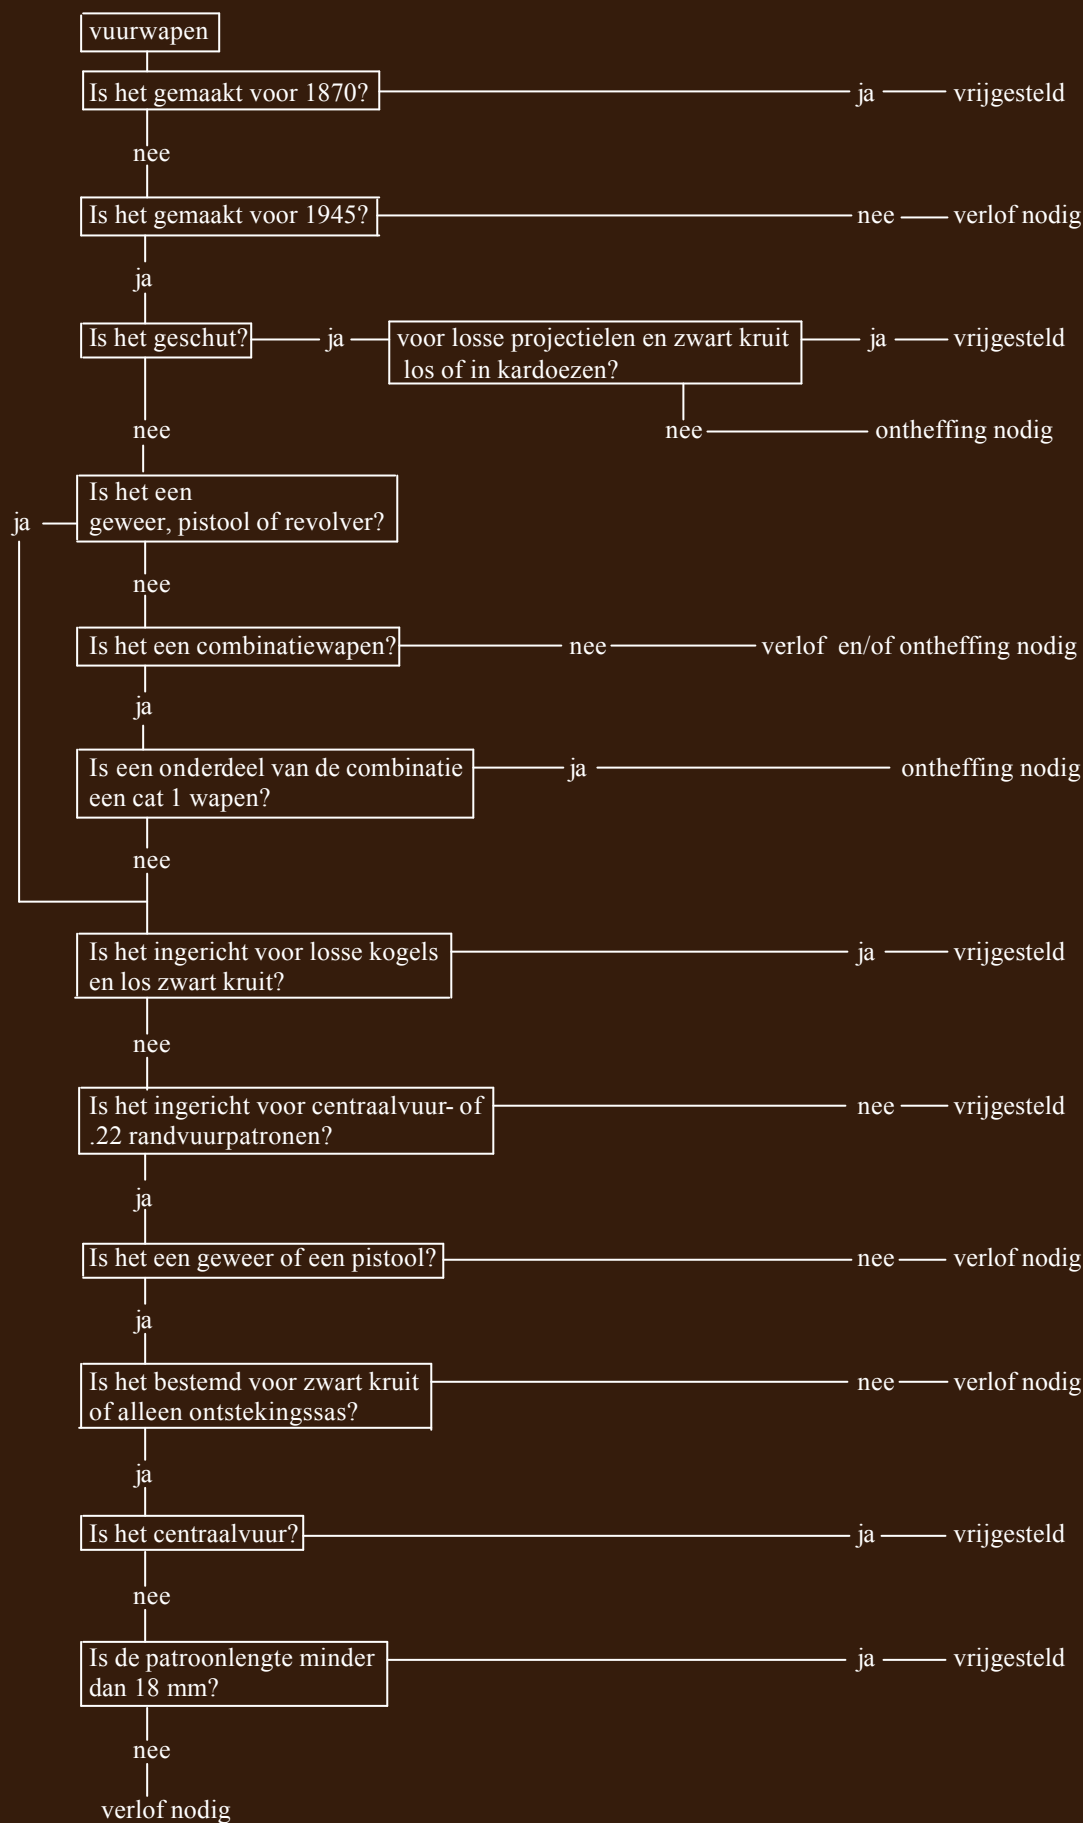 vuurwapen
Is het gemaakt voor 1870? ja vrijgesteld
nee
Is het gemaakt voor 1945? nee verlof nodig
ja
Is het geschut? ja voor losse projectielen en zwart kruit ja vrijgesteld
los of in kardoezen?
nee nee ontheffing nodig
Is het een
ja geweer, pistool of revolver?
nee
Is het een combinatiewapen? nee verlof en/of ontheffing nodig
ja
Is een onderdeel van de combinatie ja ontheffing nodig
een cat 1 wapen?
nee
Is het ingericht voor losse kogels ja vrijgesteld
en los zwart kruit?
nee
Is het ingericht voor centraalvuur- of nee vrijgesteld
.22 randvuurpatronen?
ja
Is het een geweer of een pistool? nee verlof nodig
ja
Is het bestemd voor zwart kruit nee verlof nodig
of alleen ontstekingssas?
ja
Is het centraalvuur? ja vrijgesteld
nee
Is de patroonlengte minder ja vrijgesteld
dan 18 mm?
nee
verlof nodig